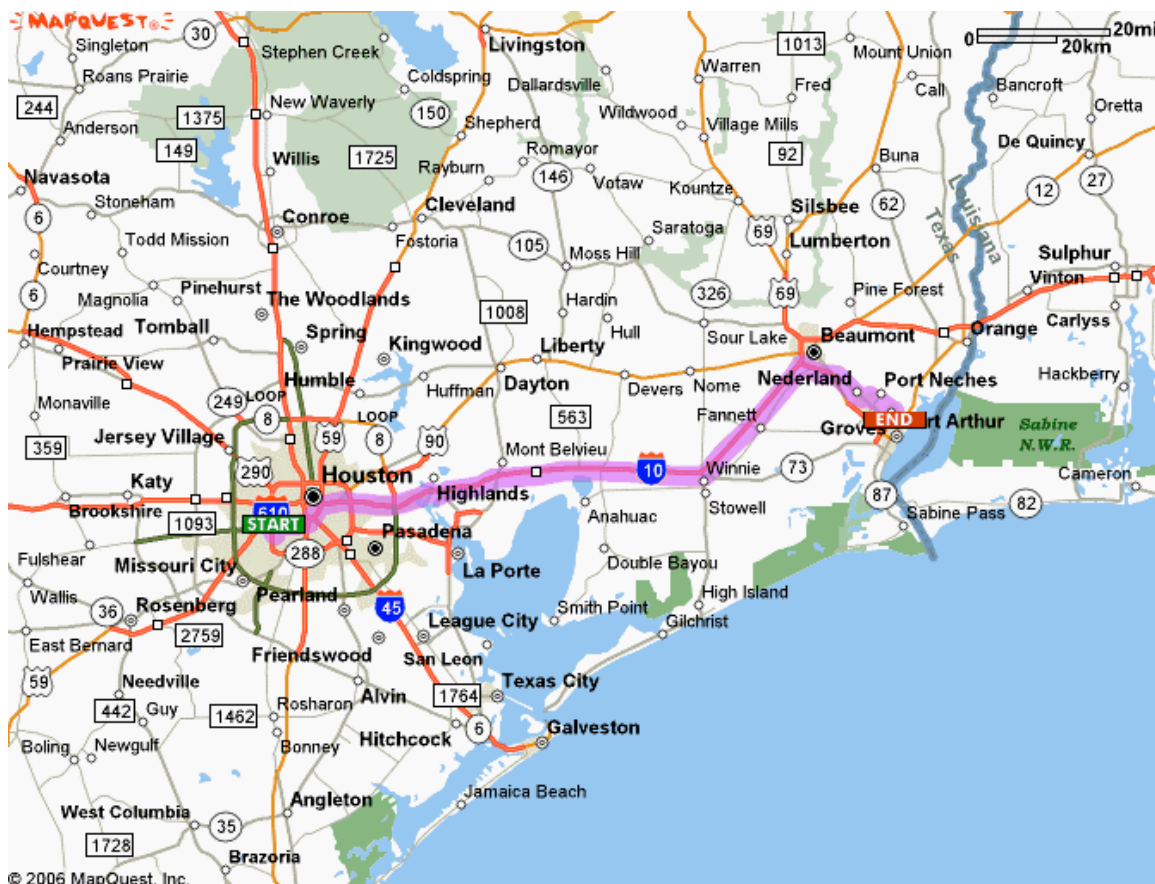 MAPQUEST®
Singleton
30
Stephen Creek
Livingston
1013
Mount Union
0 20mi
20km
Roans Prairie
Coldspring
Dallardsville
Warren
Fred
Call
Bancroft
Oretta
244
1375
New Waverly
150
Shepherd
Wildwood
Village Mills
Anderson
149
1725
Romayor
92
De Quincy
Navasota
Willis
Rayburn
146
Votaw
Kountze
Buna
12
27
6
Stoneham
Conroe
Cleveland
Silsbee
62
Louisiana
Texas
Todd Mission
Fostoria
105
Saratoga
69
Lumberton
Courtney
Moss Hill
Sulphur
6
Magnolia
Pinehurst
The Woodlands
326
69
Pine Forest
Vinton
Hempstead
Tomball
Spring
1008
Hardin
Hull
Sour Lake
Beaumont
Orange
Carlyss
Prairie View
Kingwood
Liberty
Monaville
249
LOOP
8
Humble
Huffman
Dayton
Devers
Nome
Nederland
Port Neches
Hackberry
359
Jersey Village
59
LOOP
8
90
563
Fannett
END
rt Arthur
Groves
Sabine
N.W.R.
290
Houston
Mont Belvieu
10
Winnie
73
Katy
Highlands
Cameron
Brookshire
610
START
Anahuac
Stowell
87
82
1093
288
Pasadena
Sabine Pass
Fulshear
Missouri City
La Porte
Double Bayou
Wallis
36
Rosenberg
Pearland
45
Smith Point
High Island
East Bernard
2759
League City
Gilchrist
59
Friendswood
San Leon
Needville
Alvin
1764
Texas City
442
Guy
1462
Rosharon
Boling
Newgulf
Bonney
Hitchcock
6
Galveston
Jamaica Beach
West Columbia
35
Angleton
1728
Brazoria
© 2006 MapQuest, Inc.